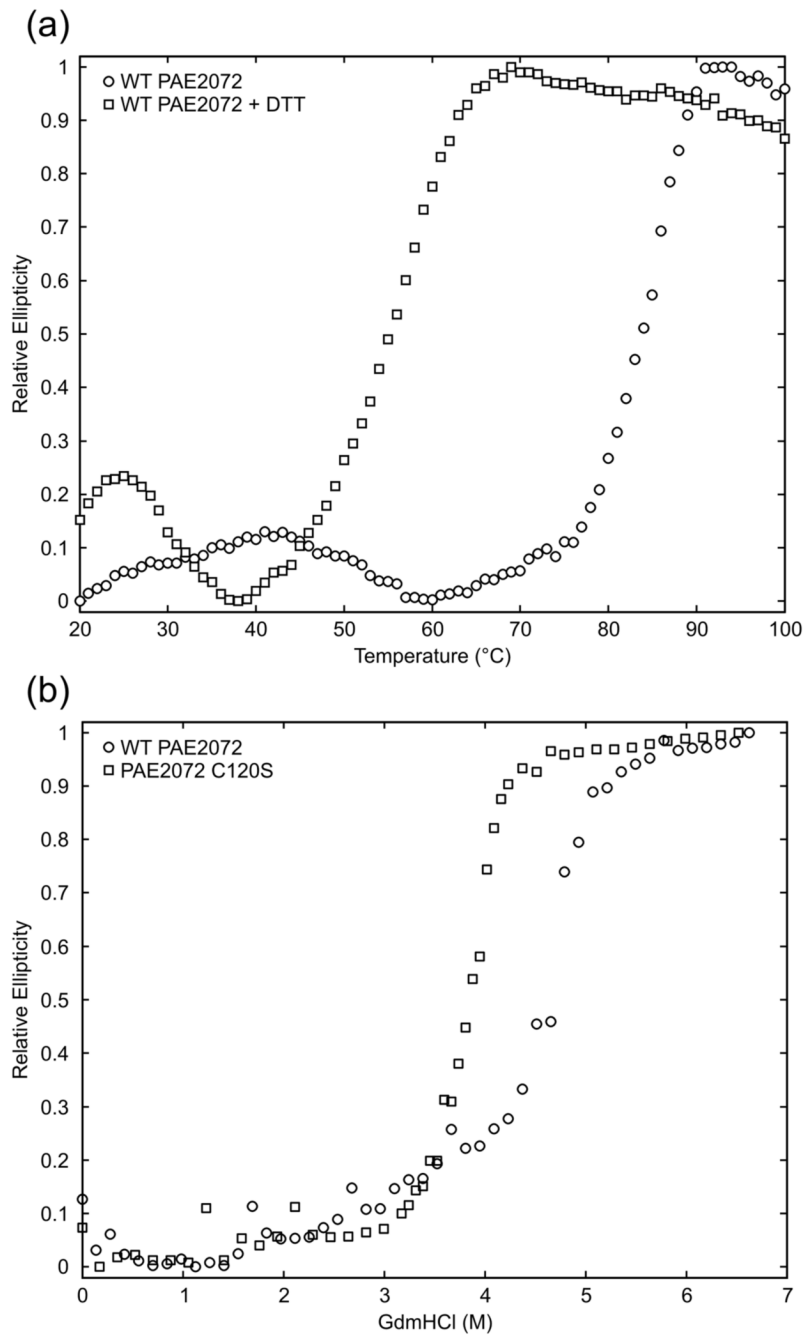 (a)
1
0.9
0.8
0.7
0.6
0.5
0.4
0.3
0.2
0.1
0
Relative Ellipticity
WT PAE2072
WT PAE2072 + DTT
20 30 40 50 60 70 80 90 100
Temperature (°C)
(b)
1
0.9
0.8
0.7
0.6
0.5
0.4
0.3
0.2
0.1
0
Relative Ellipticity
WT PAE2072
PAE2072 C120S
0 1 2 3 4 5 6 7
GdmHCl (M)